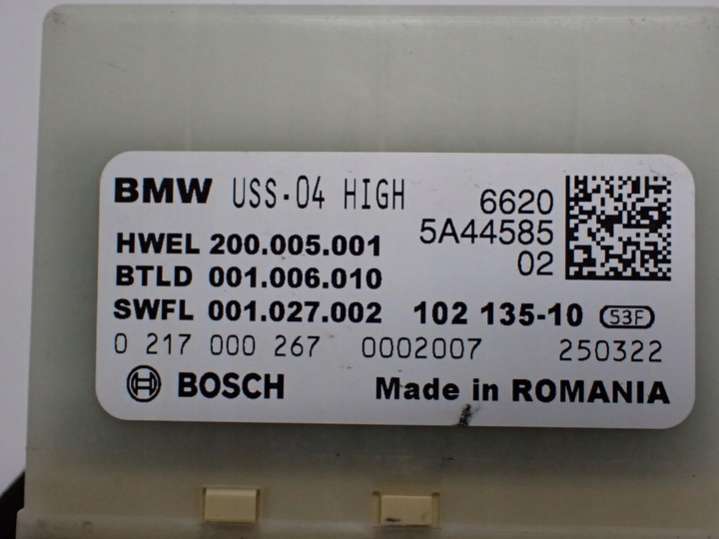 BMW USS-04 HIGH 6620
5A44585
HWEL 200.005.001
02
BTLD 001.006.010
SWFL 001.027.002 102 135-10 53F
0 217 000 267 0002007 250322
BOSCH Made in ROMANIA